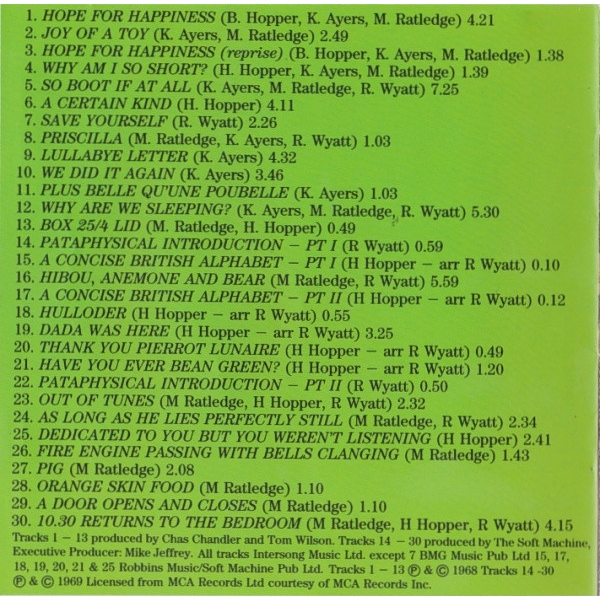 1. HOPE FOR HAPPINESS (B. Hopper, K. Ayers, M. Ratledge) 4.21
2. JOY OF A TOY (K. Ayers, M. Ratledge) 2.49
3. HOPE FOR HAPPINESS (reprise) (B. Hopper, K. Ayers, M. Ratledge) 1.38
4. WHY AM I SO SHORT? (H. Hopper, K. Ayers, M. Ratledge) 1.39
5. SO BOOT IF AT ALL (K. Ayers, M. Ratledge, R. Wyatt) 7.25
6. A CERTAIN KIND (H. Hopper) 4.11
7. SAVE YOURSELF (R. Wyatt) 2.26
8. PRISCILLA (M. Ratledge, K. Ayers, R. Wyatt) 1.03
9. LULLABYE LETTER (K. Ayers) 4.32
10. WE DID IT AGAIN (K. Ayers) 3.46
11. PLUS BELLE QU'UNE POUBELLE (K. Ayers) 1.03
12. WHY ARE WE SLEEPING? (K. Ayers, M. Ratledge, R. Wyatt) 5.30
13. BOX 25/4 LID (M. Ratledge, H. Hopper) 0.49
14. PATAPHYSICAL INTRODUCTION – PT I (R Wyatt) 0.59
15. A CONCISE BRITISH ALPHABET – PT I (H Hopper – arr R Wyatt) 0.10
16. HIBOU, ANEMONE AND BEAR (M Ratledge, R Wyatt) 5.59
17. A CONCISE BRITISH ALPHABET – PT II (H Hopper – arr R Wyatt) 0.12
18. HULLODER (H Hopper – arr R Wyatt) 0.55
19. DADA WAS HERE (H Hopper – arr R Wyatt) 3.25
20. THANK YOU PIERROT LUNAIRE (H Hopper – arr R Wyatt) 0.49
21. HAVE YOU EVER BEAN GREEN? (H Hopper – arr R Wyatt) 1.20
22. PATAPHYSICAL INTRODUCTION – PT II (R Wyatt) 0.50
23. OUT OF TUNES (M Ratledge, H Hopper, R Wyatt) 2.32
24. AS LONG AS HE LIES PERFECTLY STILL (M Ratledge, R Wyatt) 2.34
25. DEDICATED TO YOU BUT YOU WEREN'T LISTENING (H Hopper) 2.41
26. FIRE ENGINE PASSING WITH BELLS CLANGING (M Ratledge) 1.43
27. PIG (M Ratledge) 2.08
28. ORANGE SKIN FOOD (M Ratledge) 1.10
29. A DOOR OPENS AND CLOSES (M Ratledge) 1.10
30. 10.30 RETURNS TO THE BEDROOM (M Ratledge, H Hopper, R Wyatt) 4.15
Tracks 1 – 13 produced by Chas Chandler and Tom Wilson. Tracks 14 – 30 produced by The Soft Machine,
Executive Producer: Mike Jeffrey. All tracks Intersong Music Ltd. except 7 BMG Music Pub Ltd 15, 17,
18, 19, 20, 21 & 25 Robbins Music/Soft Machine Pub Ltd. Tracks 1 – 13 ℗ & © 1968 Tracks 14 -30
℗ & © 1969 Licensed from MCA Records Ltd courtesy of MCA Records Inc.